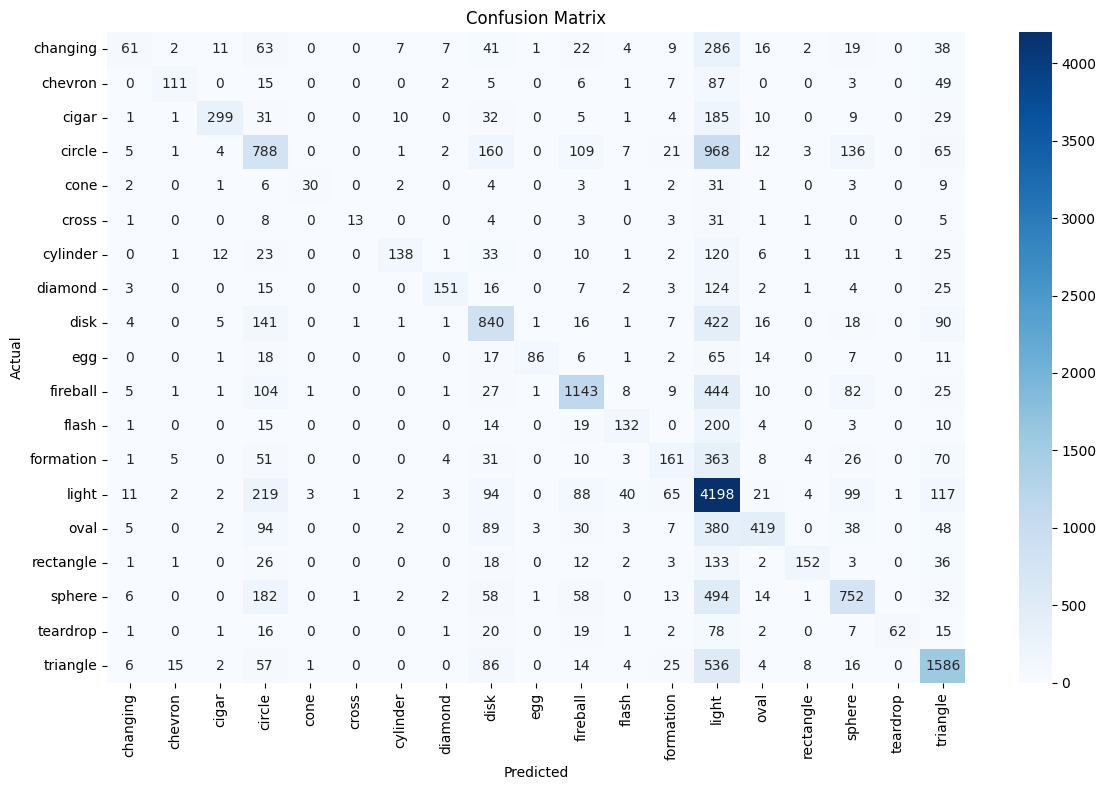 Confusion Matrix
changing 61 2 11 63 0 0 7 7 41 1 22 4 9 286 16 2 19 0 38
chevron 0 111 0 15 0 0 0 2 5 0 6 1 7 87 0 0 3 0 49
cigar 1 1 299 31 0 0 10 0 32 0 5 1 4 185 10 0 9 0 29
circle 5 1 4 788 0 0 1 2 160 0 109 7 21 968 12 3 136 0 65
cone 2 0 1 6 30 0 2 0 4 0 3 1 2 31 1 0 3 0 9
cross 1 0 0 8 0 13 0 0 4 0 3 0 3 31 1 1 0 0 5
cylinder 0 1 12 23 0 0 138 1 33 0 10 1 2 120 6 1 11 1 25
diamond 3 0 0 15 0 0 0 151 16 0 7 2 3 124 2 1 4 0 25
disk 4 0 5 141 0 1 1 1 840 1 16 1 7 422 16 0 18 0 90
egg 0 0 1 18 0 0 0 0 17 86 6 1 2 65 14 0 7 0 11
fireball 5 1 1 104 1 0 0 1 27 1 1143 8 9 444 10 0 82 0 25
flash 1 0 0 15 0 0 0 0 14 0 19 132 0 200 4 0 3 0 10
formation 1 5 0 51 0 0 0 4 31 0 10 3 161 363 8 4 26 0 70
light 11 2 2 219 3 1 2 3 94 0 88 40 65 4198 21 4 99 1 117
oval 5 0 2 94 0 0 2 0 89 3 30 3 7 380 419 0 38 0 48
rectangle 1 1 0 26 0 0 0 0 18 0 12 2 3 133 2 152 3 0 36
sphere 6 0 0 182 0 1 2 2 58 1 58 0 13 494 14 1 752 0 32
teardrop 1 0 1 16 0 0 0 1 20 0 19 1 2 78 2 0 7 62 15
triangle 6 15 2 57 1 0 0 0 86 0 14 4 25 536 4 8 16 0 1586
changing chevron cigar circle cone cross cylinder diamond disk egg fireball flash formation light oval rectangle sphere teardrop triangle
Predicted
Actual
4000
3500
3000
2500
2000
1500
1000
500
0